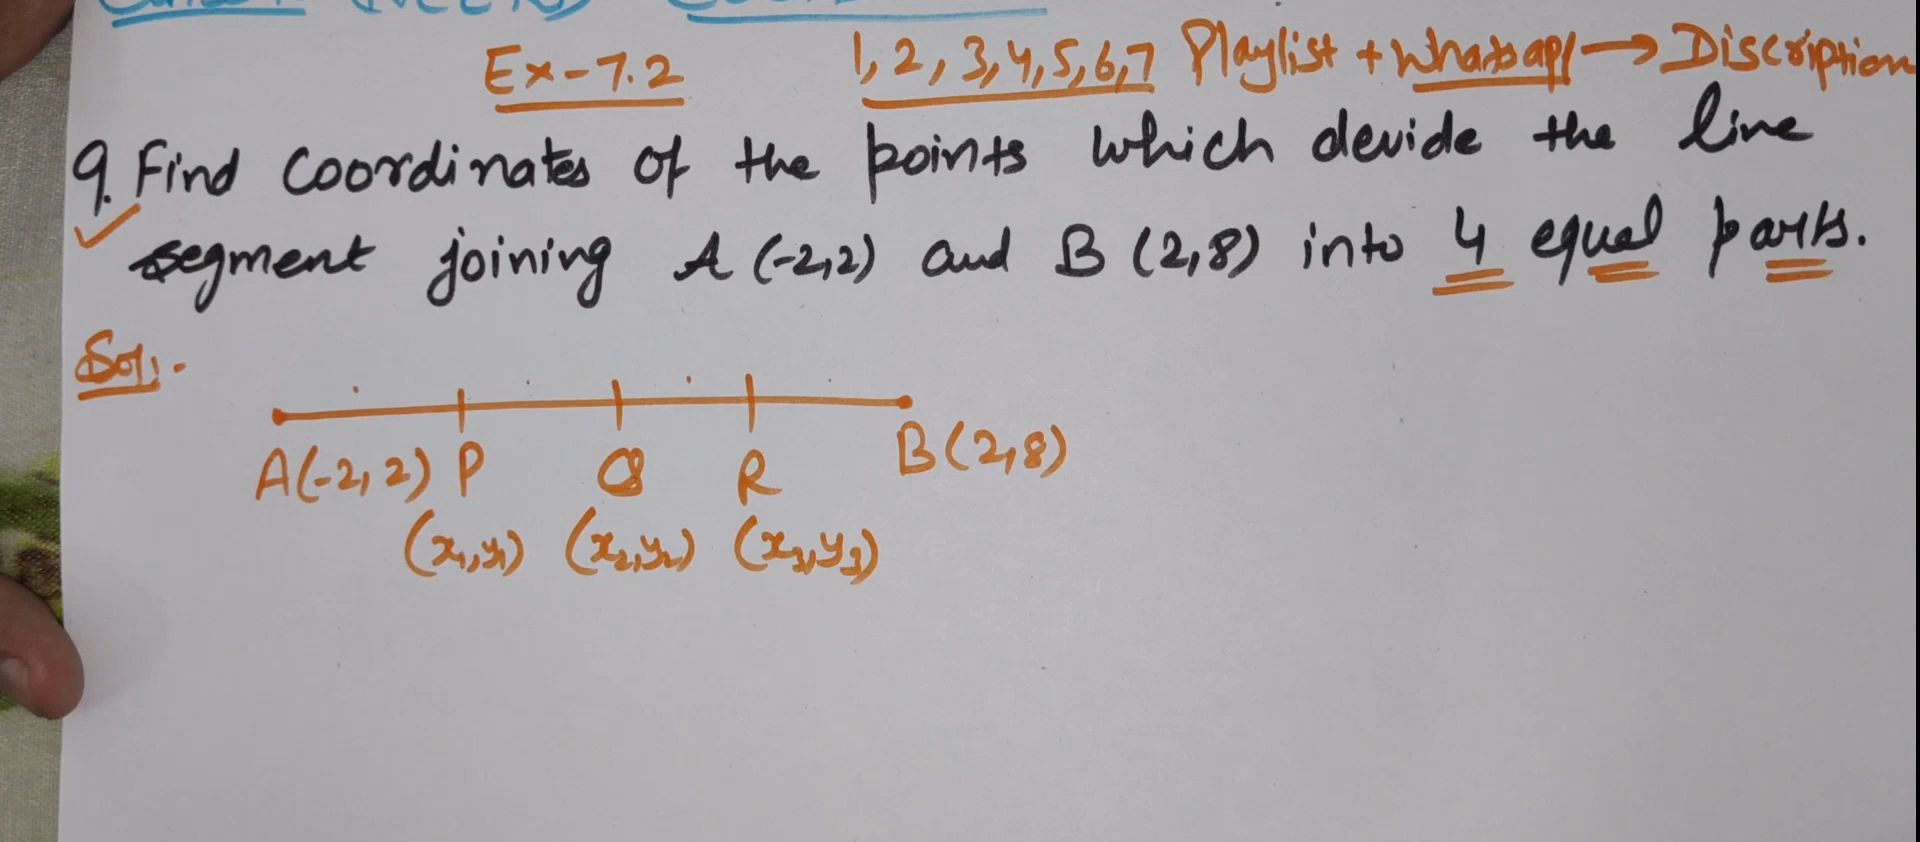 Ex-7.2 1,2,3,4,5,6,7 Playlist + Whatsapp → Discription
9. Find Coordinates of the points which devide the line
segment joining A (-2,2) and B (2,8) into 4 equal parts.
Sol:-
A(-2,2) P Q R B(2,8)
(x₁,y₁) (x₂,y₂) (x₃,y₃)